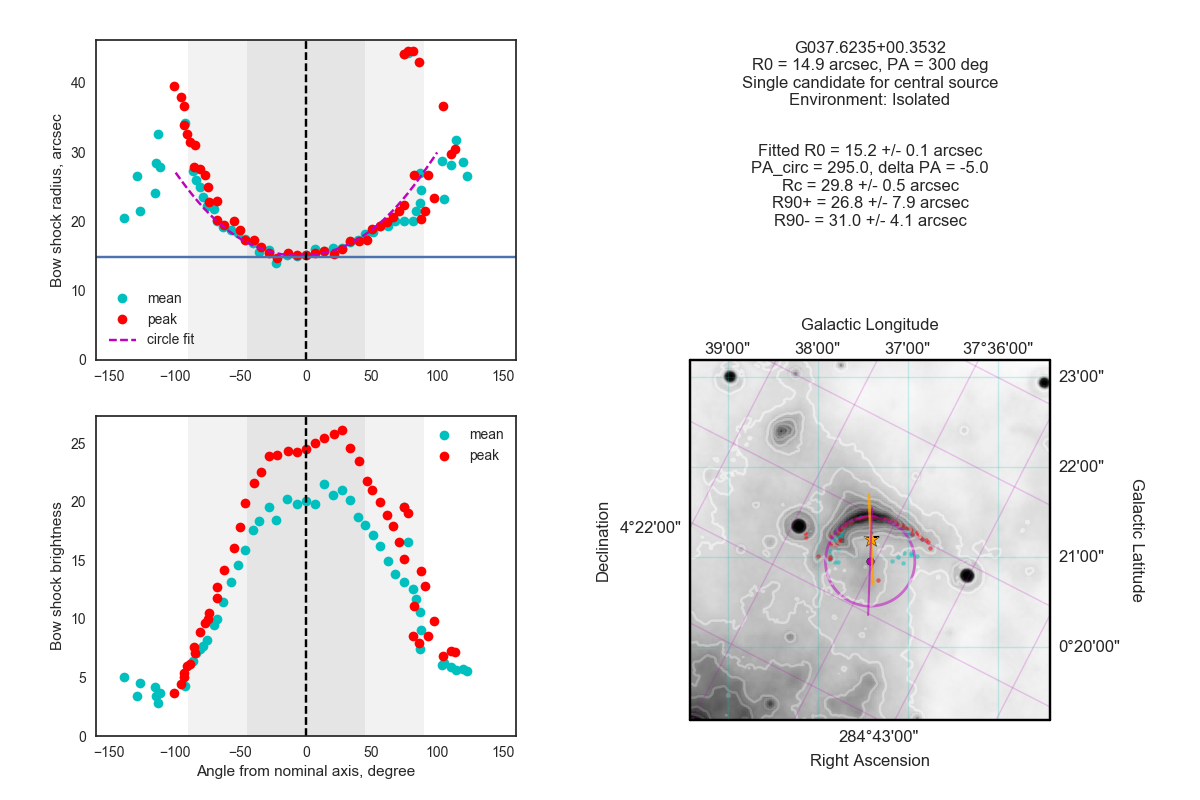 G037.6235+00.3532
R0 = 14.9 arcsec, PA = 300 deg
Single candidate for central source
Environment: Isolated
Fitted R0 = 15.2 +/- 0.1 arcsec
PA_circ = 295.0, delta PA = -5.0
Rc = 29.8 +/- 0.5 arcsec
R90+ = 26.8 +/- 7.9 arcsec
R90- = 31.0 +/- 4.1 arcsec
Bow shock radius, arcsec
40
30
20
10
0
mean
peak
circle fit
−150 −100 −50 0 50 100 150
Bow shock brightness
25
20
15
10
5
0
mean
peak
−150 −100 −50 0 50 100 150
Angle from nominal axis, degree
Galactic Longitude
39'00" 38'00" 37'00" 37°36'00"
23'00"
22'00"
21'00"
0°20'00"
Galactic Latitude
Declination
4°22'00"
284°43'00"
Right Ascension